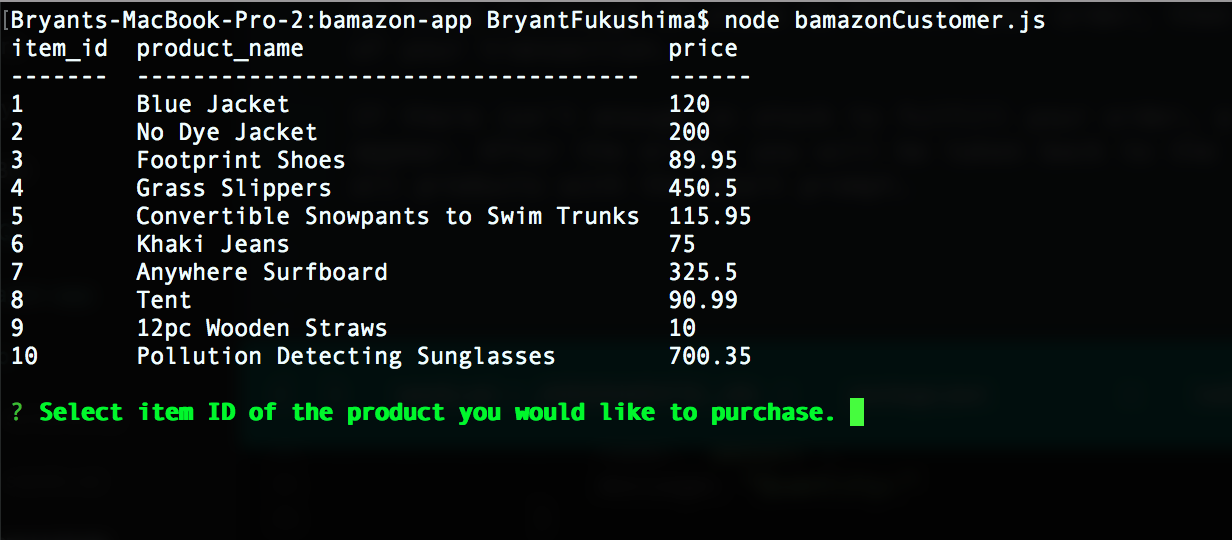 [Bryants-MacBook-Pro-2:bamazon-app BryantFukushima$ node bamazonCustomer.js
item_id  product_name                          price
-------  ------------------------------------  ------
1        Blue Jacket                           120
2        No Dye Jacket                         200
3        Footprint Shoes                       89.95
4        Grass Slippers                        450.5
5        Convertible Snowpants to Swim Trunks  115.95
6        Khaki Jeans                           75
7        Anywhere Surfboard                    325.5
8        Tent                                  90.99
9        12pc Wooden Straws                    10
10       Pollution Detecting Sunglasses        700.35
? Select item ID of the product you would like to purchase.